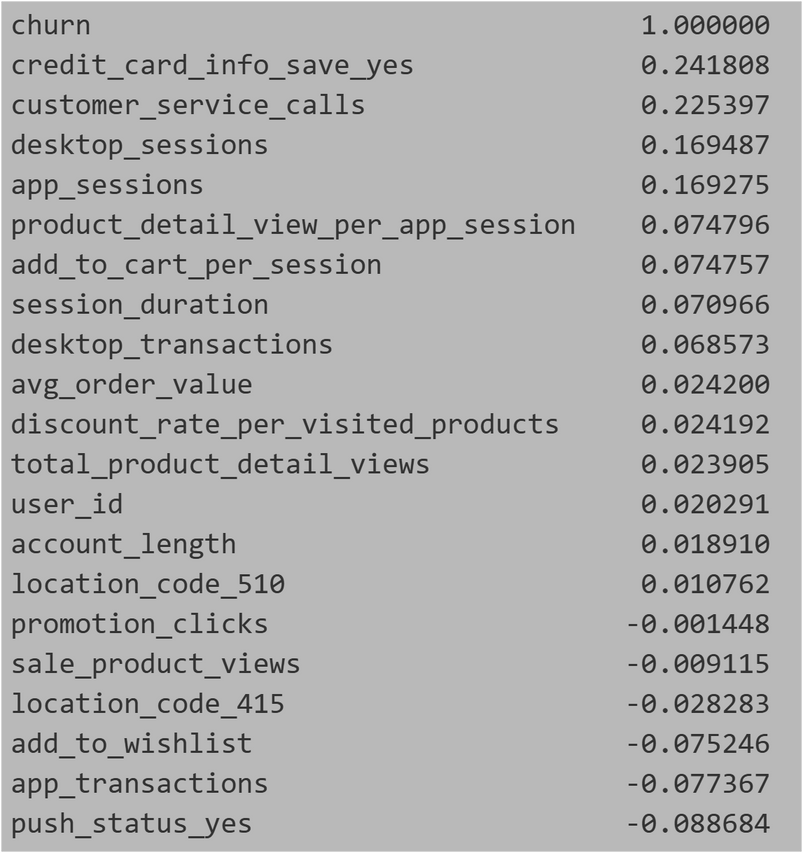 churn 1.000000
credit_card_info_save_yes 0.241808
customer_service_calls 0.225397
desktop_sessions 0.169487
app_sessions 0.169275
product_detail_view_per_app_session 0.074796
add_to_cart_per_session 0.074757
session_duration 0.070966
desktop_transactions 0.068573
avg_order_value 0.024200
discount_rate_per_visited_products 0.024192
total_product_detail_views 0.023905
user_id 0.020291
account_length 0.018910
location_code_510 0.010762
promotion_clicks -0.001448
sale_product_views -0.009115
location_code_415 -0.028283
add_to_wishlist -0.075246
app_transactions -0.077367
push_status_yes -0.088684